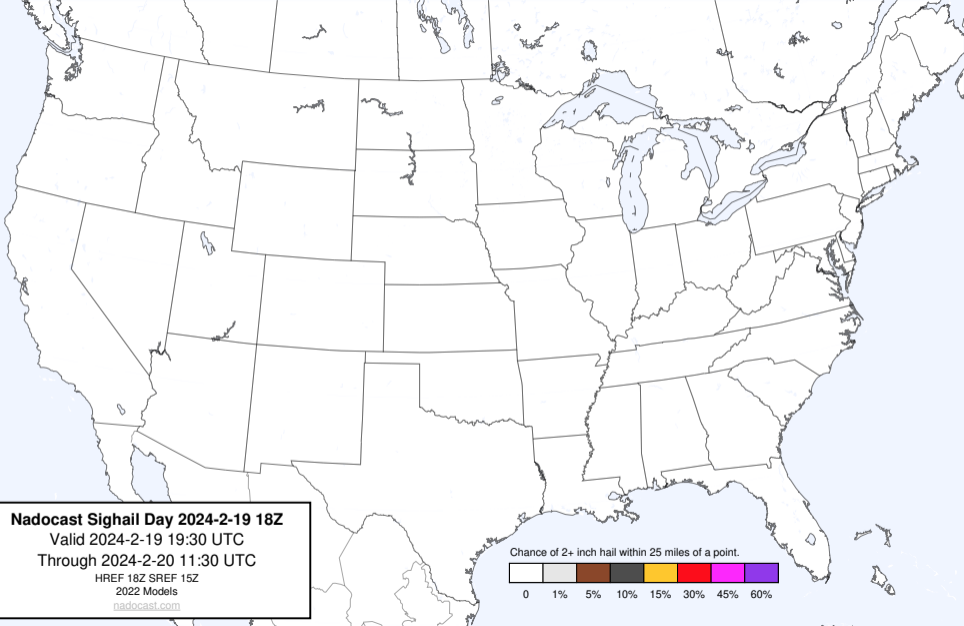 Nadocast Sighail Day 2024-2-19 18Z
Valid 2024-2-19 19:30 UTC
Through 2024-2-20 11:30 UTC
HREF 18Z SREF 15Z
2022 Models
nadocast.com
Chance of 2+ inch hail within 25 miles of a point.
0 1% 5% 10% 15% 30% 45% 60%